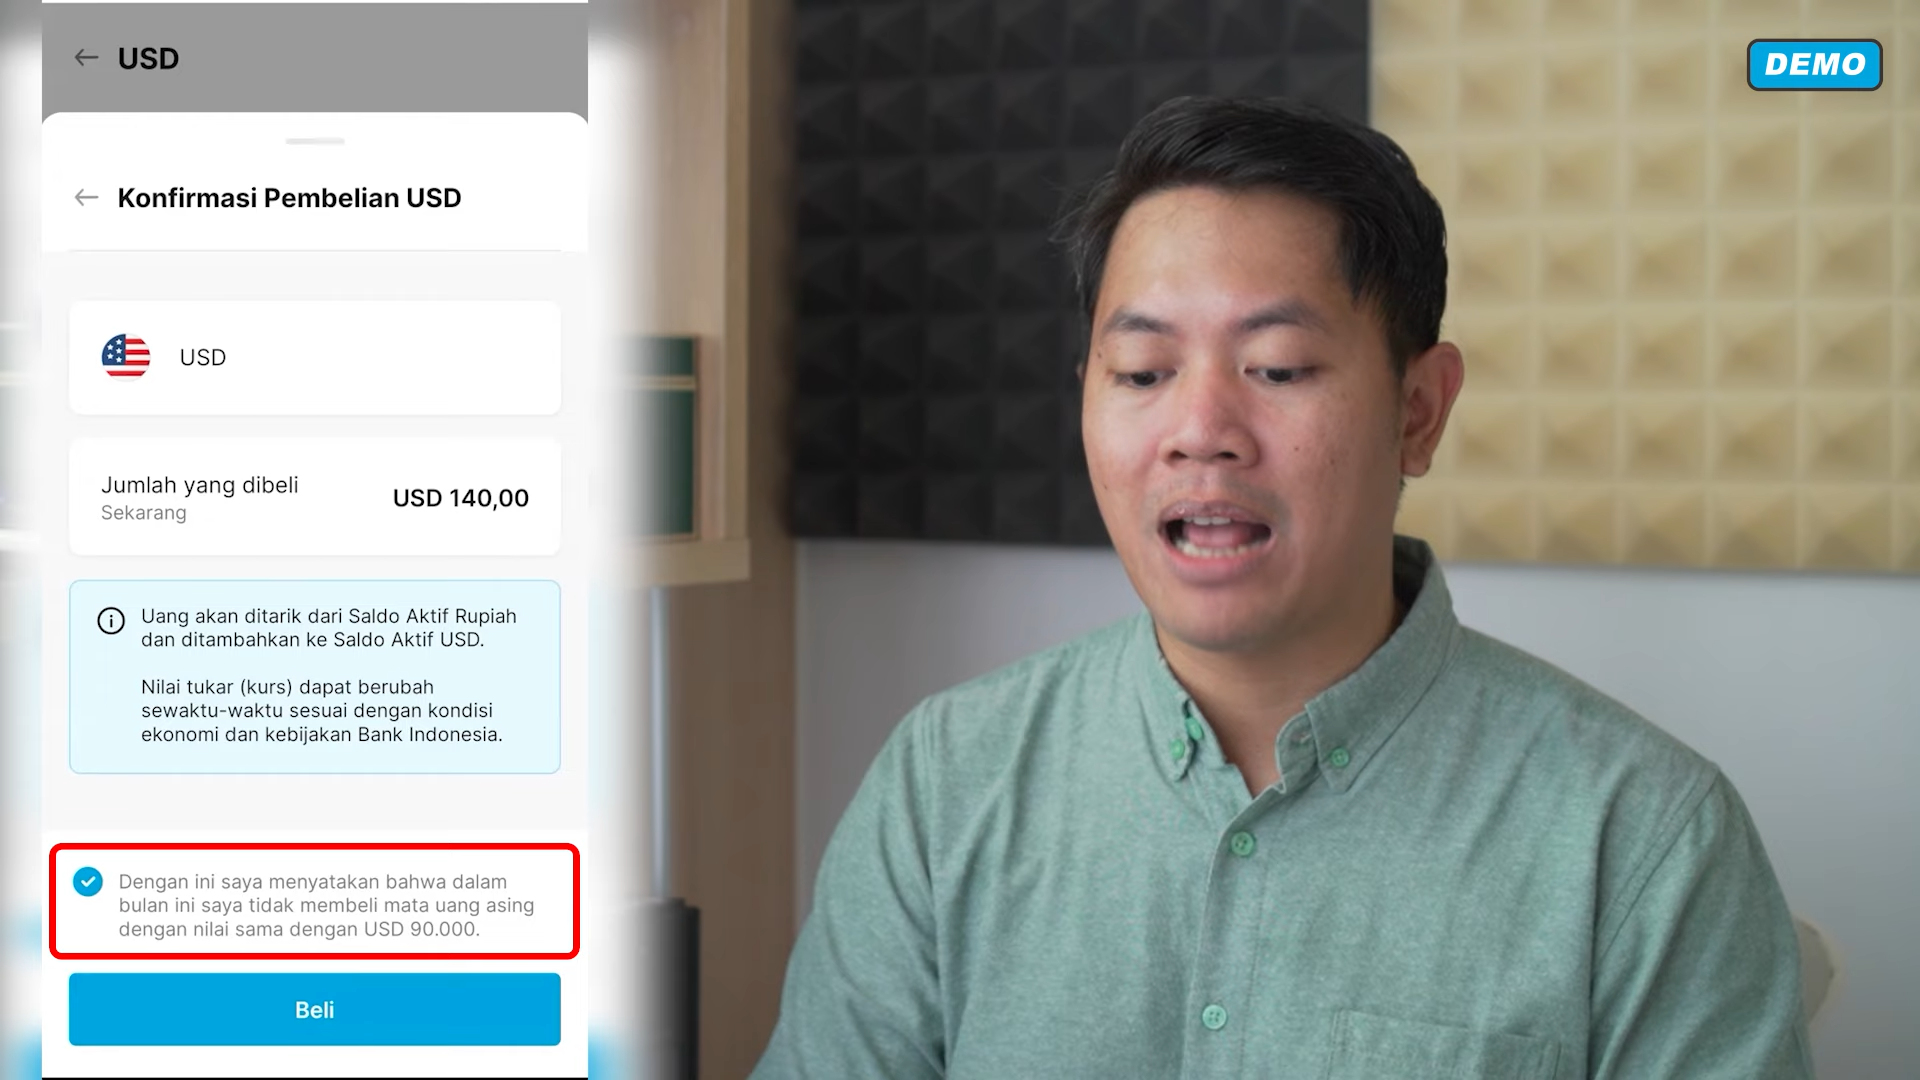 USD
DEMO
Konfirmasi Pembelian USD
USD
Jumlah yang dibeli
Sekarang
USD 140,00
Uang akan ditarik dari Saldo Aktif Rupiah
dan ditambahkan ke Saldo Aktif USD.
Nilai tukar (kurs) dapat berubah
sewaktu-waktu sesuai dengan kondisi
ekonomi dan kebijakan Bank Indonesia.
Dengan ini saya menyatakan bahwa dalam
bulan ini saya tidak membeli mata uang asing
dengan nilai sama dengan USD 90.000.
Beli